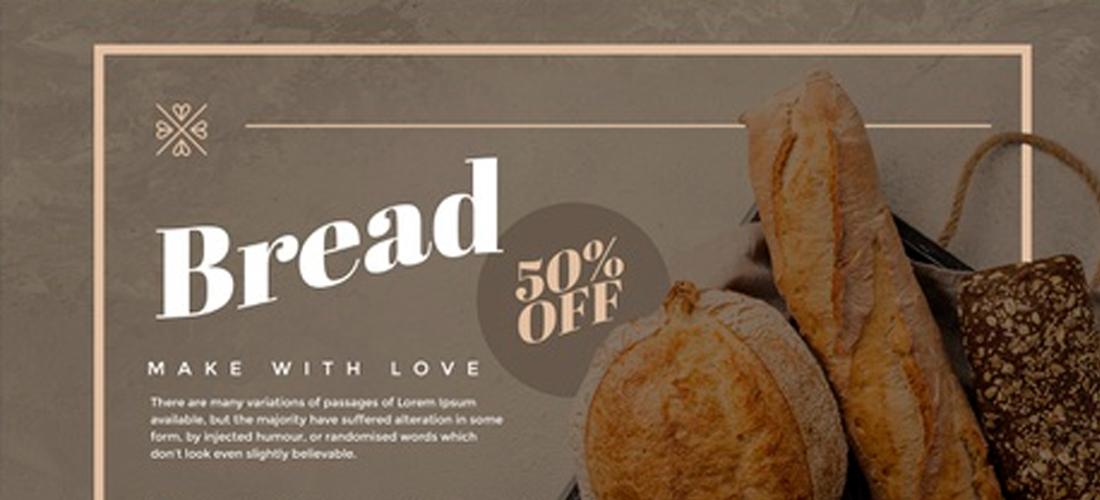 Bread
50%
OFF
MAKE WITH LOVE
There are many variations of passages of Lorem Ipsum
available, but the majority have suffered alteration in some
form, by injected humour, or randomised words which
don't look even slightly believable.